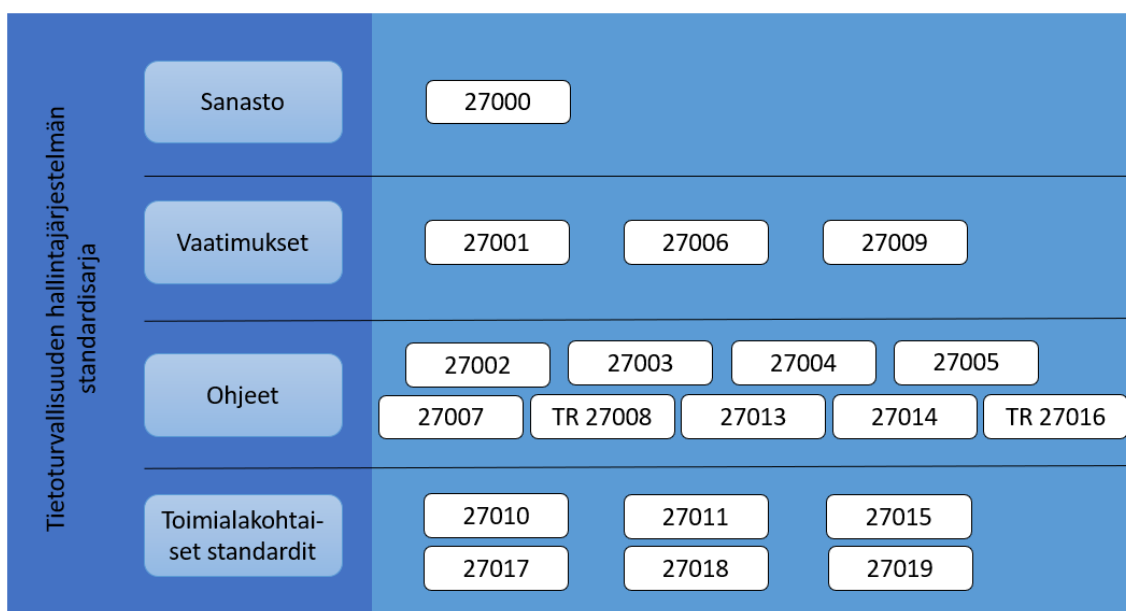 Tietoturvallisuuden hallintajärjestelmän
standardisarja
Sanasto
27000
Vaatimukset
27001
27006
27009
Ohjeet
27002
27003
27004
27005
27007
TR 27008
27013
27014
TR 27016
Toimialakohtai-
set standardit
27010
27011
27015
27017
27018
27019